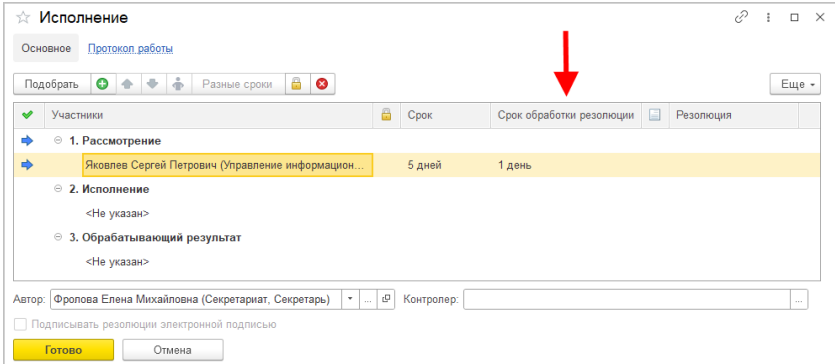 Исполнение
Основное Протокол работы
Подобрать Разные сроки Еще
Участники Срок Срок обработки резолюции Резолюция
1. Рассмотрение
Яковлев Сергей Петрович (Управление информацион... 5 дней 1 день
2. Исполнение
<Не указан>
3. Обрабатывающий результат
<Не указан>
Автор: Фролова Елена Михайловна (Секретариат, Секретарь) ... Контролер: ...
Подписывать резолюции электронной подписью
Готово Отмена